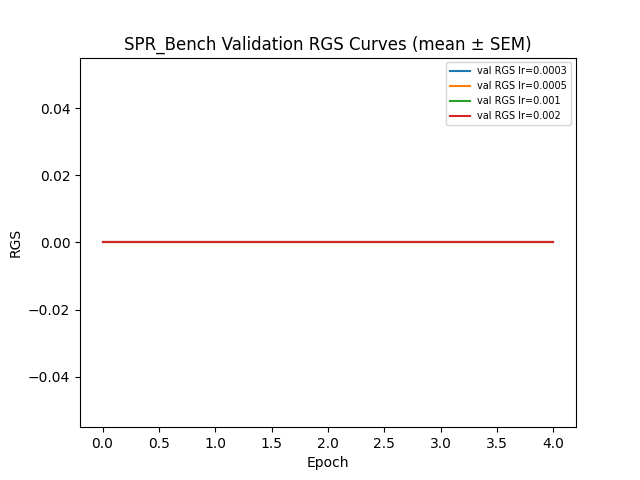 SPR_Bench Validation RGS Curves (mean ± SEM)
val RGS lr=0.0003
val RGS lr=0.0005
val RGS lr=0.001
val RGS lr=0.002
0.04
0.02
0.00
−0.02
−0.04
RGS
0.0 0.5 1.0 1.5 2.0 2.5 3.0 3.5 4.0
Epoch